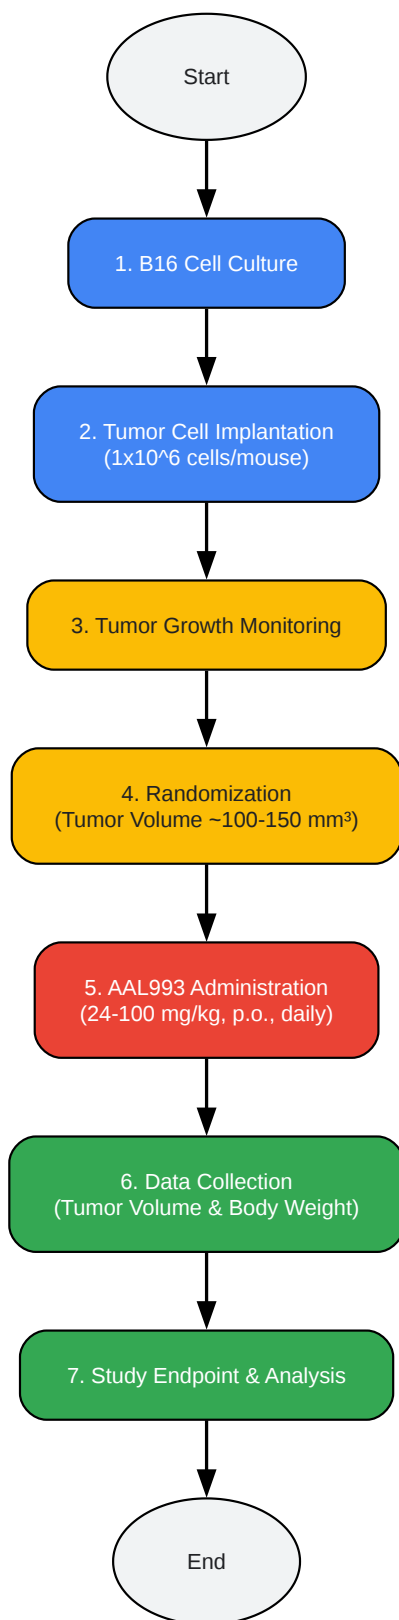 Start
1. B16 Cell Culture
2. Tumor Cell Implantation
(1x10^6 cells/mouse)
3. Tumor Growth Monitoring
4. Randomization
(Tumor Volume ~100-150 mm³)
5. AAL993 Administration
(24-100 mg/kg, p.o., daily)
6. Data Collection
(Tumor Volume & Body Weight)
7. Study Endpoint & Analysis
End